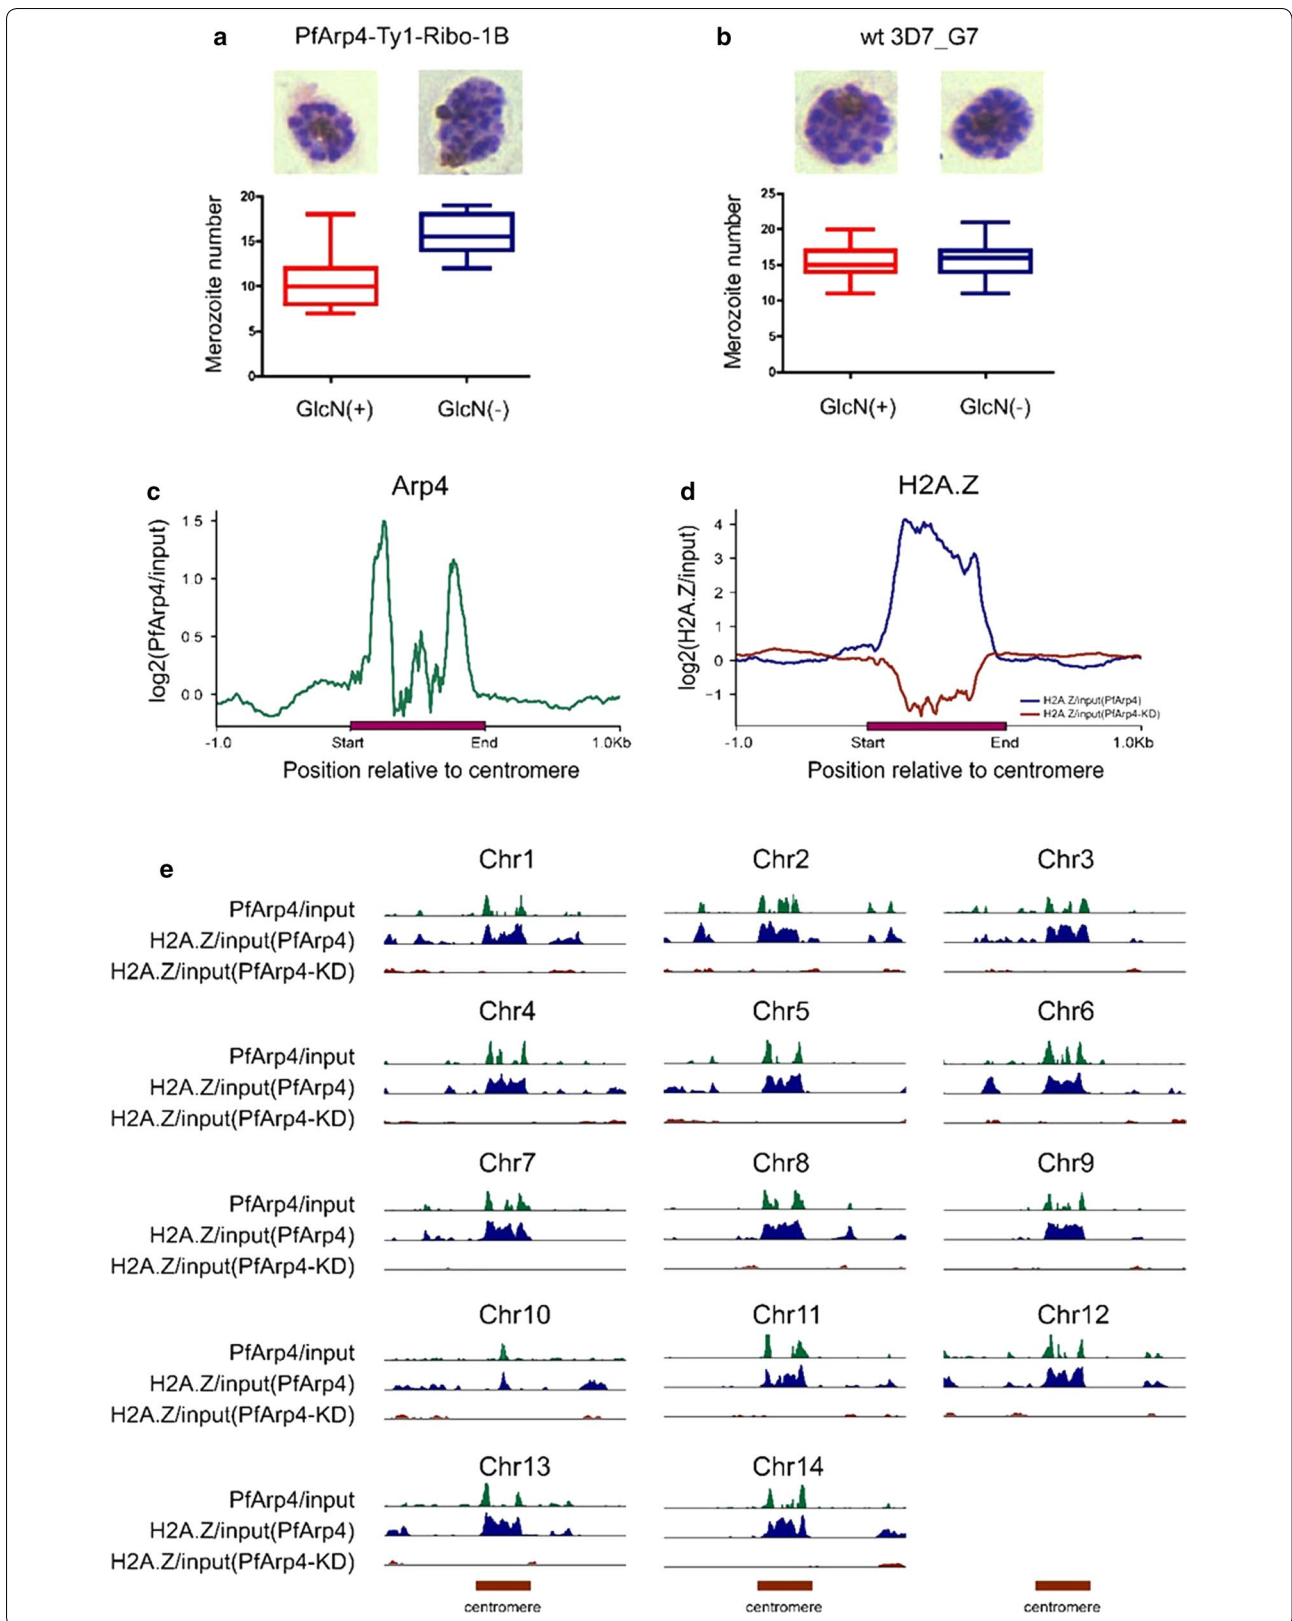 a PfArp4-Ty1-Ribo-1B
b wt 3D7_G7
Merozoite number
20
15
10
5
0
GlcN(+) GlcN(-)
Merozoite number
25
20
15
10
5
0
GlcN(+) GlcN(-)
c Arp4
log2(PfArp4/input)
1.5
1.0
0.5
0.0
-1.0 Start End 1.0Kb
Position relative to centromere
d H2A.Z
log2(H2A.Z/input)
4
3
2
1
0
−1
H2A.Z/input(PfArp4)
H2A.Z/input(PfArp4-KD)
-1.0 Start End 1.0Kb
Position relative to centromere
e
Chr1 Chr2 Chr3
PfArp4/input
H2A.Z/input(PfArp4)
H2A.Z/input(PfArp4-KD)
Chr4 Chr5 Chr6
PfArp4/input
H2A.Z/input(PfArp4)
H2A.Z/input(PfArp4-KD)
Chr7 Chr8 Chr9
PfArp4/input
H2A.Z/input(PfArp4)
H2A.Z/input(PfArp4-KD)
Chr10 Chr11 Chr12
PfArp4/input
H2A.Z/input(PfArp4)
H2A.Z/input(PfArp4-KD)
Chr13 Chr14
PfArp4/input
H2A.Z/input(PfArp4)
H2A.Z/input(PfArp4-KD)
centromere centromere centromere